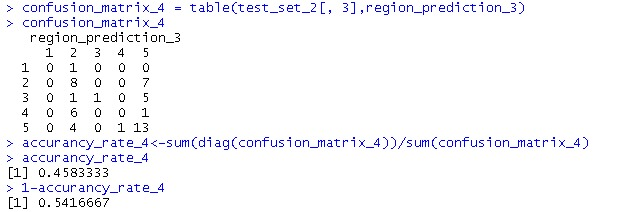 > confusion_matrix_4 = table(test_set_2[, 3],region_prediction_3)
> confusion_matrix_4
   region_prediction_3
     1  2  3  4  5
  1  0  1  0  0  0
  2  0  8  0  0  7
  3  0  1  1  0  5
  4  0  6  0  0  1
  5  0  4  0  1 13
> accurancy_rate_4<-sum(diag(confusion_matrix_4))/sum(confusion_matrix_4)
> accurancy_rate_4
[1] 0.4583333
> 1-accurancy_rate_4
[1] 0.5416667